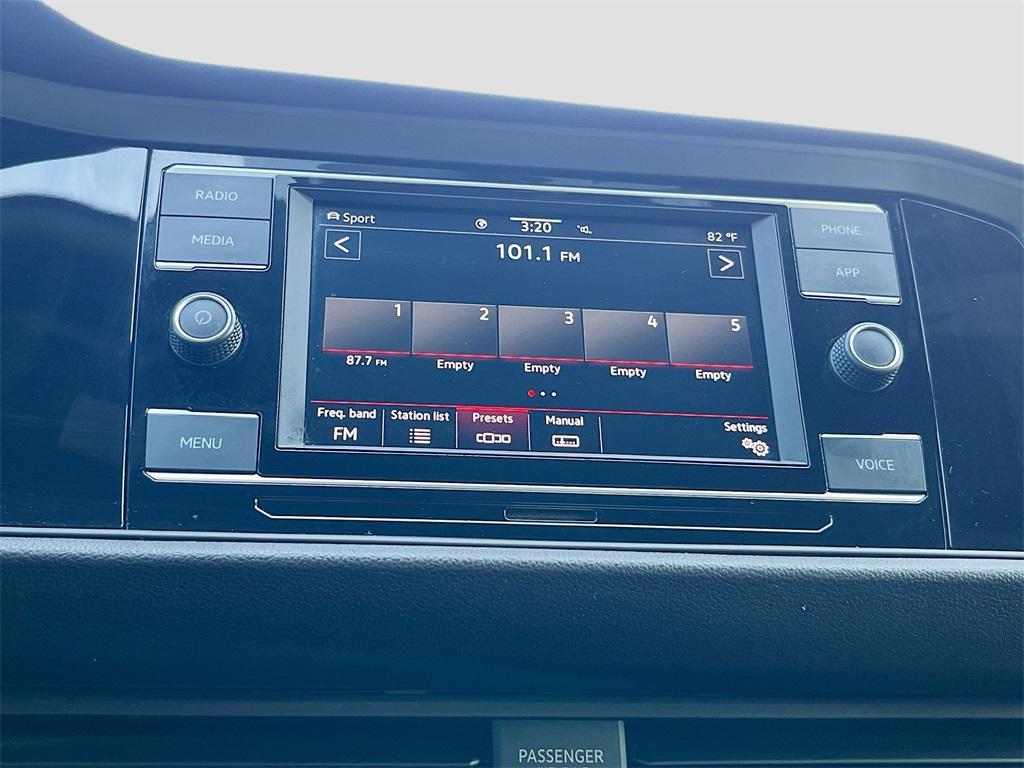 RADIO
MEDIA
MENU
Sport
3:20
82 °F
<
101.1 FM
>
1 2 3 4 5
87.7 FM Empty Empty Empty Empty
Freq. band Station list Presets Manual Settings
FM
PHONE
APP
VOICE
PASSENGER